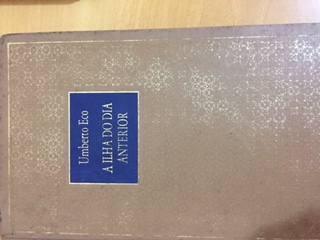 Umberto Eco
A ILHA DO DIA
ANTERIOR